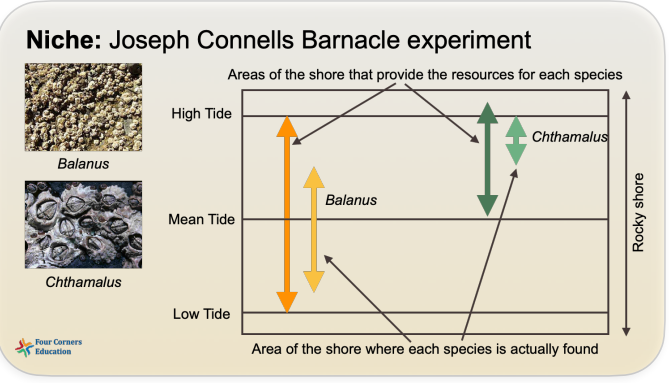 Niche: Joseph Connells Barnacle experiment
Areas of the shore that provide the resources for each species
High Tide
Chthamalus
Balanus
Balanus
Mean Tide
Rocky shore
Chthamalus
Low Tide
Four Corners
Education
Area of the shore where each species is actually found